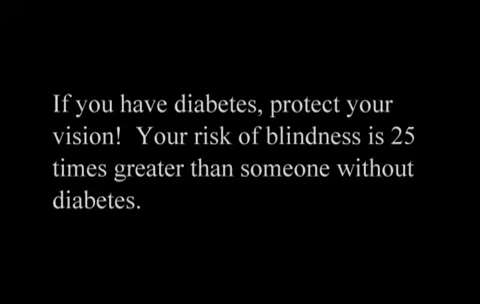 If you have diabetes, protect your
vision!  Your risk of blindness is 25
times greater than someone without
diabetes.